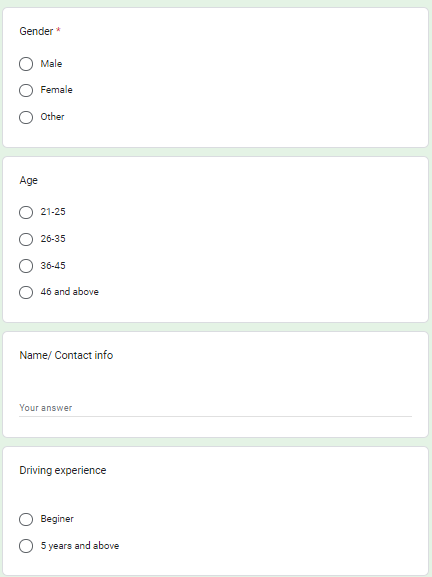 Gender *
Male
Female
Other
Age
21-25
26-35
36-45
46 and above
Name/ Contact info
Your answer
Driving experience
Beginer
5 years and above